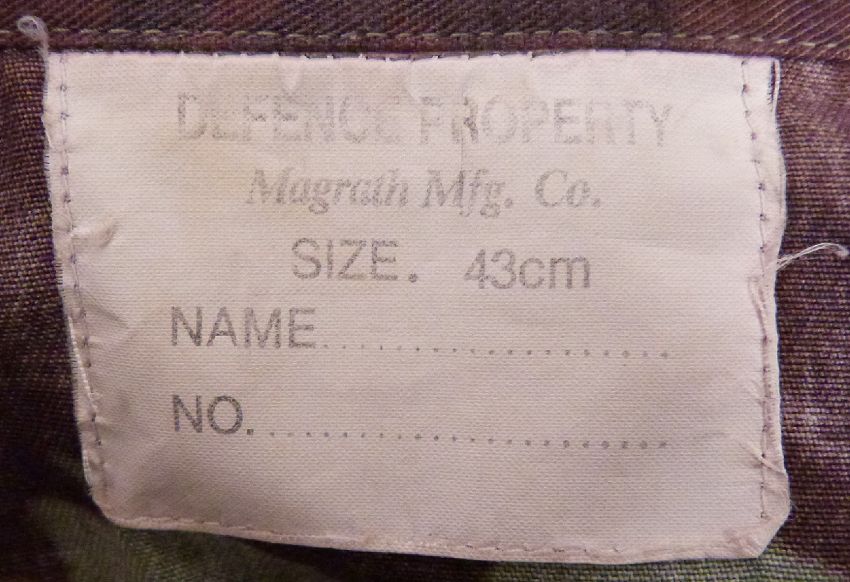 DEFENCE PROPERTY
Magrath Mfg. Co.
SIZE. 43cm
NAME....................
NO.........................